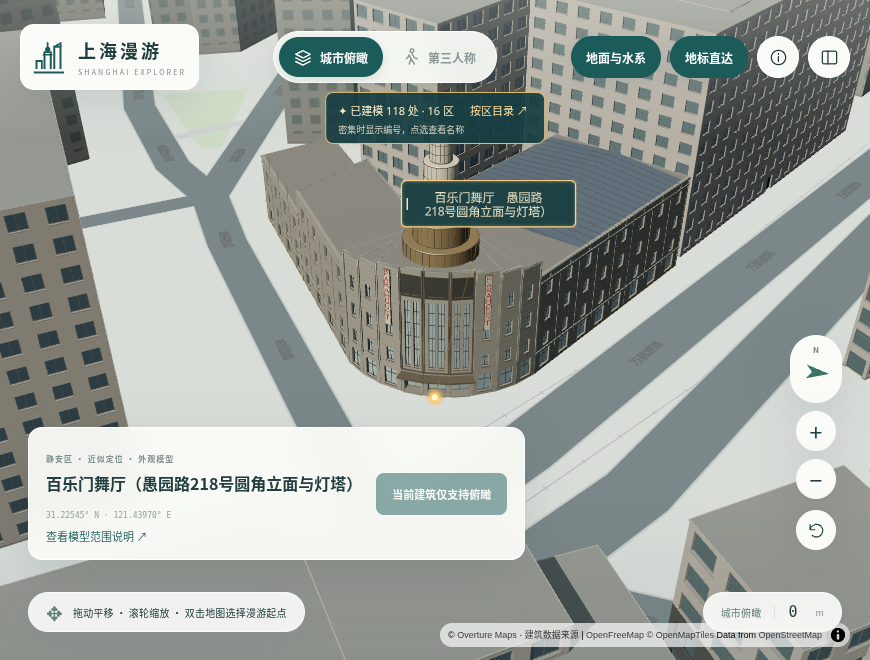 上海漫游
SHANGHAI EXPLORER
城市俯瞰
第三人称
地面与水系
地标直达
✦ 已建模 118 处 · 16 区 按区目录 ↗
密集时显示编号，点选查看名称
百乐门舞厅 愚园路
218号圆角立面与灯塔）
N
静安区 · 近似定位 · 外观模型
百乐门舞厅（愚园路218号圆角立面与灯塔）
当前建筑仅支持俯瞰
31.22545° N · 121.43970° E
查看模型范围说明 ↗
拖动平移 · 滚轮缩放 · 双击地图选择漫游起点
城市俯瞰 0 m
© Overture Maps · 建筑数据来源 | OpenFreeMap © OpenMapTiles Data from OpenStreetMap